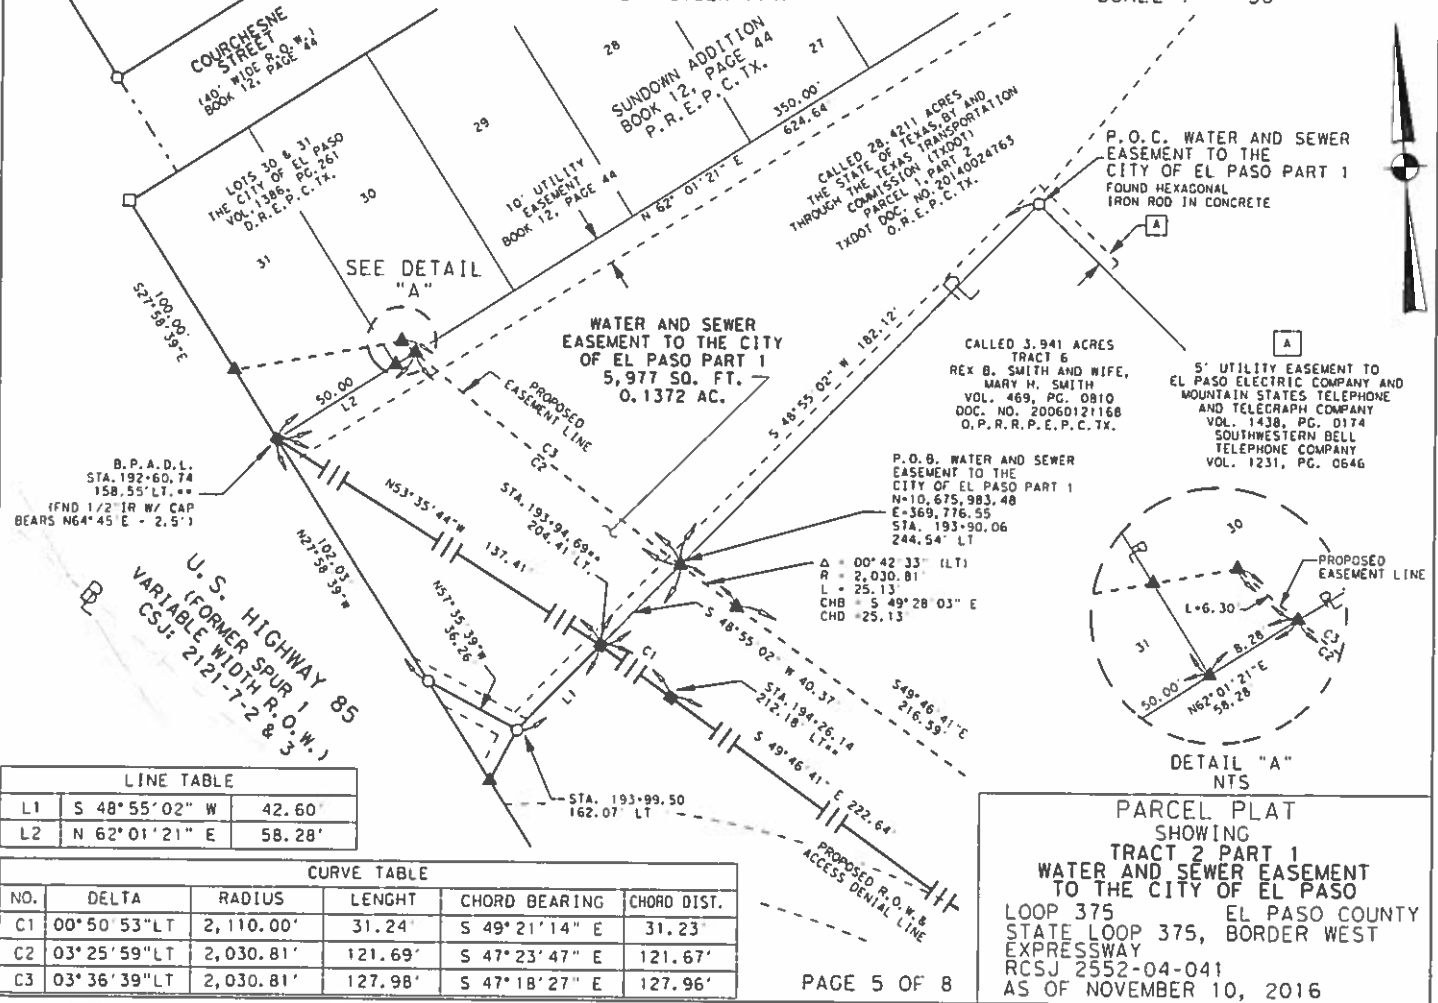 COURCHESNE
STREET
(40' WIDE R.O.W.)
BOOK 12, PAGE 44
LOTS 30 & 31
THE CITY OF EL PASO
VOL. 1386, PG. 261
D.R.E.P.C.TX.
31
30
29
28
27
SUNDOWN ADDITION
BOOK 12, PAGE 44
P.R.E.P.C.TX.
10' UTILITY
EASEMENT
BOOK 12, PAGE 44
350.00'
624.64'
N 62°01'21" E
CALLED 28.4211 ACRES
THE STATE OF TEXAS, BY AND
THROUGH THE TEXAS TRANSPORTATION
COMMISSION (TXDOT)
PARCEL 1, PART 2
TXDOT DOC. NO. 20140024763
O.R.E.P.C.TX.
P.O.C. WATER AND SEWER
EASEMENT TO THE
CITY OF EL PASO PART 1
FOUND HEXAGONAL
IRON ROD IN CONCRETE
A
SEE DETAIL
"A"
100.00'
S27°58'39"E
50.00
L2
WATER AND SEWER
EASEMENT TO THE CITY
OF EL PASO PART 1
5,977 SQ. FT.
0.1372 AC.
PROPOSED
EASEMENT LINE
C3
C2
S 48°55'02" W 182.12'
CALLED 3.941 ACRES
TRACT 6
REX B. SMITH AND WIFE,
MARY H. SMITH
VOL. 469, PG. 0810
DOC. NO. 20060121168
O.P.R.R.P.E.P.C.TX.
A
5' UTILITY EASEMENT TO
EL PASO ELECTRIC COMPANY AND
MOUNTAIN STATES TELEPHONE
AND TELEGRAPH COMPANY
VOL. 1438, PG. 0174
SOUTHWESTERN BELL
TELEPHONE COMPANY
VOL. 1231, PG. 0646
B.P.A.D.L.
STA. 192+60.74
158.55' LT. **
(FND 1/2" IR W/ CAP
BEARS N64°45'E - 2.5')
N53°35'44"W
137.41'
STA. 193+94.69**
204.41 LT.
P.O.B. WATER AND SEWER
EASEMENT TO THE
CITY OF EL PASO PART 1
N=10,675,983.48
E=369,776.55
STA. 193+90.06
244.54' LT
Δ = 00°42'33" (LT)
R = 2,030.81'
L = 25.13'
CHB = S 49°28'03" E
CHD = 25.13'
102.03'
N27°58'39"W
N57°35'39"W
36.26'
U.S. HIGHWAY 85
(FORMER SPUR 1
VARIABLE WIDTH R.O.W.)
CSJ: 2121-7-2 & 3
S 48°55'02" W 40.37'
C1
L1
STA. 194+26.14
212.18' LT**
S49°46'41"E
216.59'
S 49°46'41" E 222.64'
STA. 193+99.50
162.07' LT
PROPOSED R.O.W. &
ACCESS DENIAL LINE
30
31
PROPOSED
EASEMENT LINE
L=6.30'
8.28'
C3
C2
50.00'
N62°01'21"E
58.28'
DETAIL "A"
NTS
LINE TABLE
L1 S 48°55'02" W 42.60'
L2 N 62°01'21" E 58.28'
CURVE TABLE
NO. DELTA RADIUS LENGHT CHORD BEARING CHORD DIST.
C1 00°50'53"LT 2,110.00' 31.24' S 49°21'14" E 31.23'
C2 03°25'59"LT 2,030.81' 121.69' S 47°23'47" E 121.67'
C3 03°36'39"LT 2,030.81' 127.98' S 47°18'27" E 127.96'
PAGE 5 OF 8
PARCEL PLAT
SHOWING
TRACT 2 PART 1
WATER AND SEWER EASEMENT
TO THE CITY OF EL PASO
LOOP 375 EL PASO COUNTY
STATE LOOP 375, BORDER WEST
EXPRESSWAY
RCSJ 2552-04-041
AS OF NOVEMBER 10, 2016